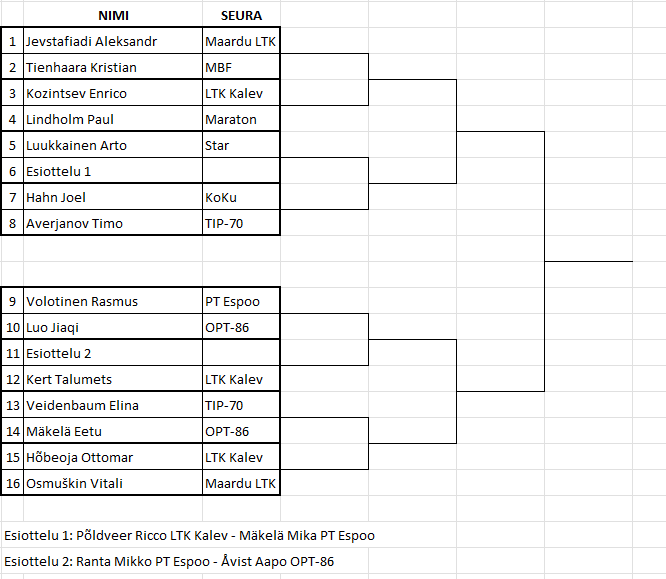 NIMI SEURA
1 Jevstafiadi Aleksandr Maardu LTK
2 Tienhaara Kristian MBF
3 Kozintsev Enrico LTK Kalev
4 Lindholm Paul Maraton
5 Luukkainen Arto Star
6 Esiottelu 1
7 Hahn Joel KoKu
8 Averjanov Timo TIP-70
9 Volotinen Rasmus PT Espoo
10 Luo Jiaqi OPT-86
11 Esiottelu 2
12 Kert Talumets LTK Kalev
13 Veidenbaum Elina TIP-70
14 Mäkelä Eetu OPT-86
15 Hõbeoja Ottomar LTK Kalev
16 Osmuškin Vitali Maardu LTK
Esiottelu 1: Põldveer Ricco LTK Kalev - Mäkelä Mika PT Espoo
Esiottelu 2: Ranta Mikko PT Espoo - Åvist Aapo OPT-86